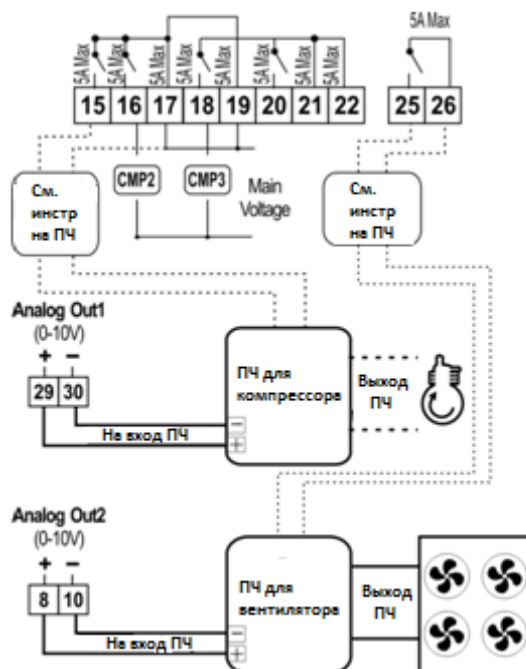 5A Max 5A Max 5A Max 5A Max 5A Max 5A Max 5A Max 5A Max
5A Max
15 16 17 18 19 20 21 22
25 26
CMP2 CMP3
Main
Voltage
См.
инстр
на ПЧ
См.
инстр
на ПЧ
Analog Out1
(0-10V)
+ −
29 30
На вход ПЧ
ПЧ для
компрессора
−
+
Выход
ПЧ
Analog Out2
(0-10V)
+ −
8 10
На вход ПЧ
ПЧ для
вентилятора
−
+
Выход
ПЧ